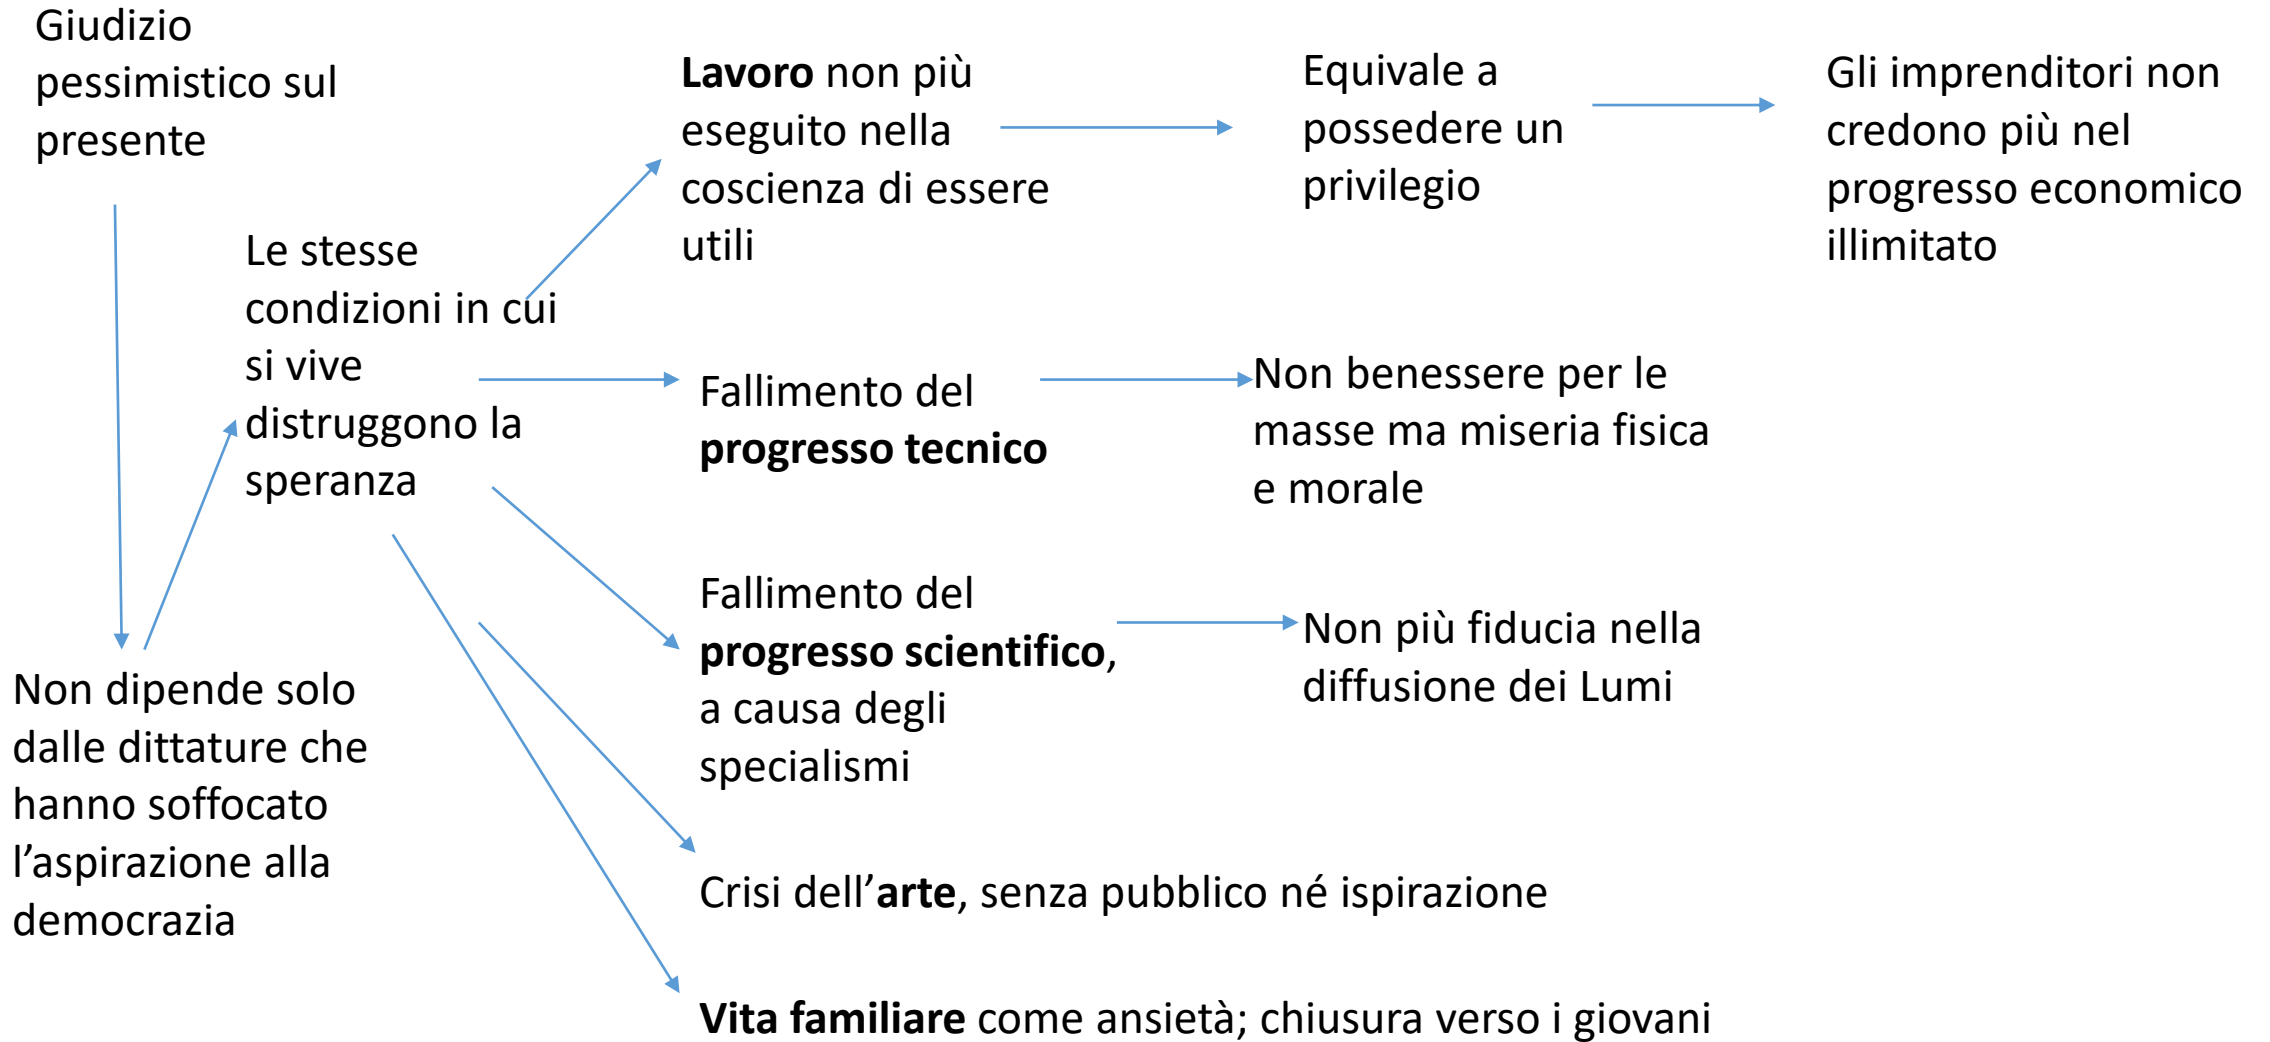 Giudizio
pessimistico sul
presente
Non dipende solo
dalle dittature che
hanno soffocato
l’aspirazione alla
democrazia
Le stesse
condizioni in cui
si vive
distruggono la
speranza
Lavoro non più
eseguito nella
coscienza di essere
utili
Equivale a
possedere un
privilegio
Gli imprenditori non
credono più nel
progresso economico
illimitato
Fallimento del
progresso tecnico
Non benessere per le
masse ma miseria fisica
e morale
Fallimento del
progresso scientifico,
a causa degli
specialismi
Non più fiducia nella
diffusione dei Lumi
Crisi dell’arte, senza pubblico né ispirazione
Vita familiare come ansietà; chiusura verso i giovani